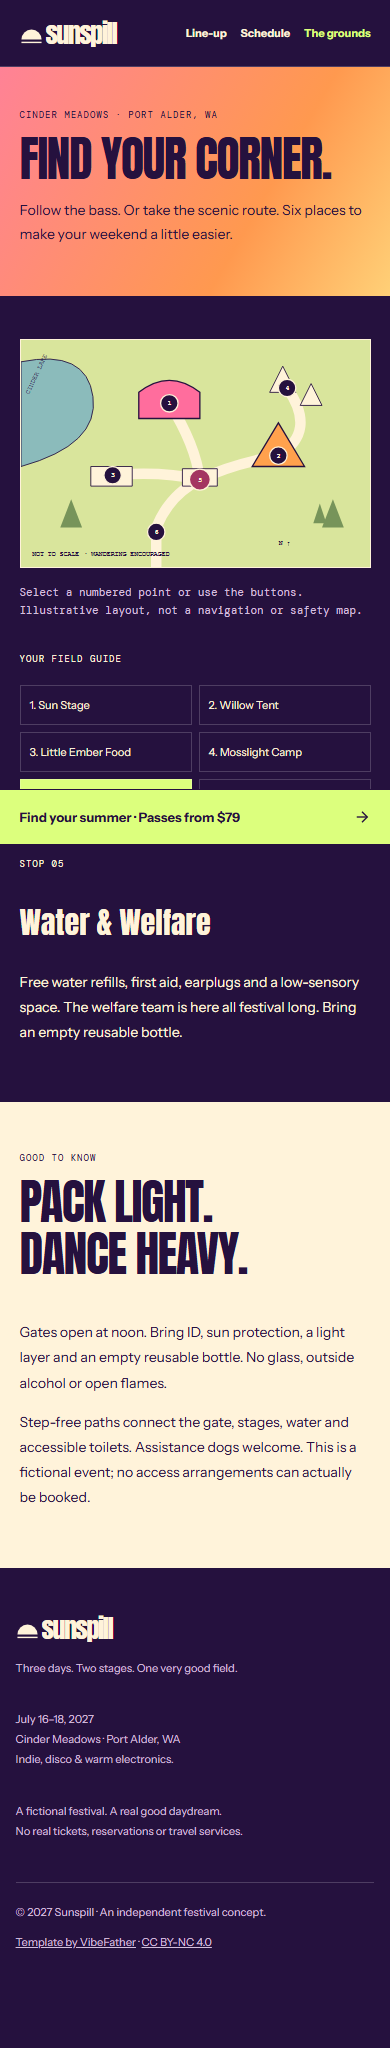 sunspill
Line-up Schedule The grounds
CINDER MEADOWS · PORT ALDER, WA
FIND YOUR CORNER.
Follow the bass. Or take the scenic route. Six places to
make your weekend a little easier.
CINDER LAKE
1
4
2
3
5
6
N ↑
NOT TO SCALE · WANDERING ENCOURAGED
Select a numbered point or use the buttons.
Illustrative layout, not a navigation or safety map.
YOUR FIELD GUIDE
1. Sun Stage
2. Willow Tent
3. Little Ember Food
4. Mosslight Camp
Find your summer · Passes from $79 →
STOP 05
Water & Welfare
Free water refills, first aid, earplugs and a low-sensory
space. The welfare team is here all festival long. Bring
an empty reusable bottle.
GOOD TO KNOW
PACK LIGHT.
DANCE HEAVY.
Gates open at noon. Bring ID, sun protection, a light
layer and an empty reusable bottle. No glass, outside
alcohol or open flames.
Step-free paths connect the gate, stages, water and
accessible toilets. Assistance dogs welcome. This is a
fictional event; no access arrangements can actually
be booked.
sunspill
Three days. Two stages. One very good field.
July 16–18, 2027
Cinder Meadows · Port Alder, WA
Indie, disco & warm electronics.
A fictional festival. A real good daydream.
No real tickets, reservations or travel services.
© 2027 Sunspill · An independent festival concept.
Template by VibeFather · CC BY-NC 4.0